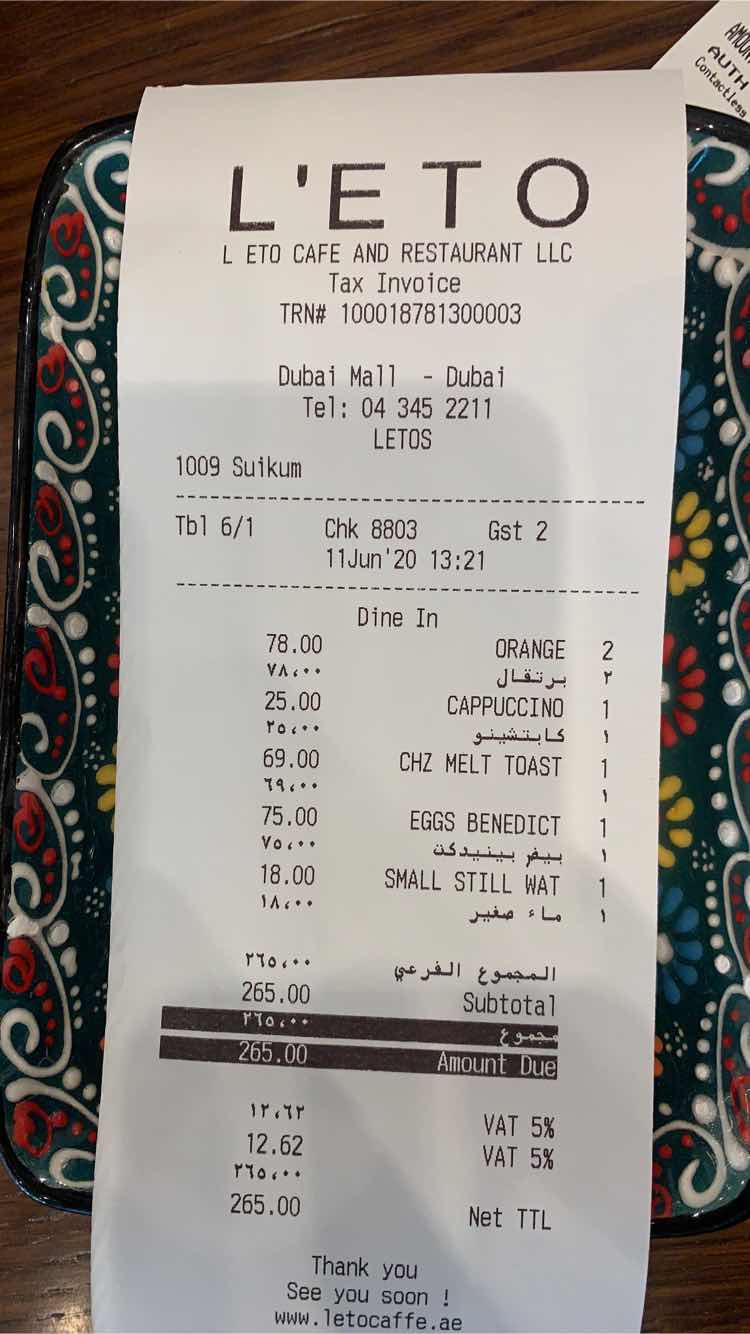 AMOUN
AUTH
Contactless
L'ETO
L ETO CAFE AND RESTAURANT LLC
Tax Invoice
TRN# 100018781300003
Dubai Mall - Dubai
Tel: 04 345 2211
LETOS
1009 Suikum
Tbl 6/1 Chk 8803 Gst 2
11Jun'20 13:21
Dine In
78.00 ORANGE 2
٧٨،٠٠ برتقال ٢
25.00 CAPPUCCINO 1
٢٥،٠٠ كابتشينو ١
69.00 CHZ MELT TOAST 1
٦٩،٠٠ ١
75.00 EGGS BENEDICT 1
٧٥،٠٠ بيض بينيدكت ١
18.00 SMALL STILL WAT 1
١٨،٠٠ ماء صغير ١
٢٦٥،٠٠ المجموع الفرعي
265.00 Subtotal
٢٦٥،٠٠ مجموع
265.00 Amount Due
١٢،٦٢ VAT 5%
12.62 VAT 5%
٢٦٥،٠٠
265.00 Net TTL
Thank you
See you soon !
www.letocaffe.ae